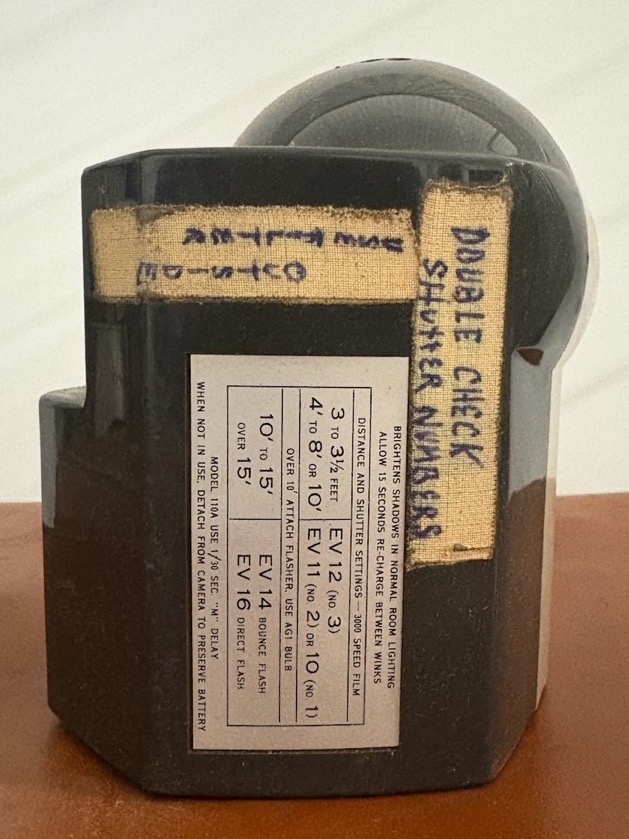 USE FILTER
OUTSIDE
DOUBLE CHECK
SHUTTER NUMBERS
BRIGHTENS SHADOWS IN NORMAL ROOM LIGHTING
ALLOW 15 SECONDS RE-CHARGE BETWEEN WINKS
DISTANCE AND SHUTTER SETTINGS — 3000 SPEED FILM
3 TO 3½ FEET EV 12 (NO. 3)
4' TO 8' OR 10' EV 11 (NO. 2) OR 10 (NO. 1)
OVER 10' ATTACH FLASHER, USE AG1 BULB
10' TO 15' EV 14 BOUNCE FLASH
OVER 15' EV 16 DIRECT FLASH
MODEL 110A USE 1/30 SEC. "M" DELAY
WHEN NOT IN USE, DETACH FROM CAMERA TO PRESERVE BATTERY